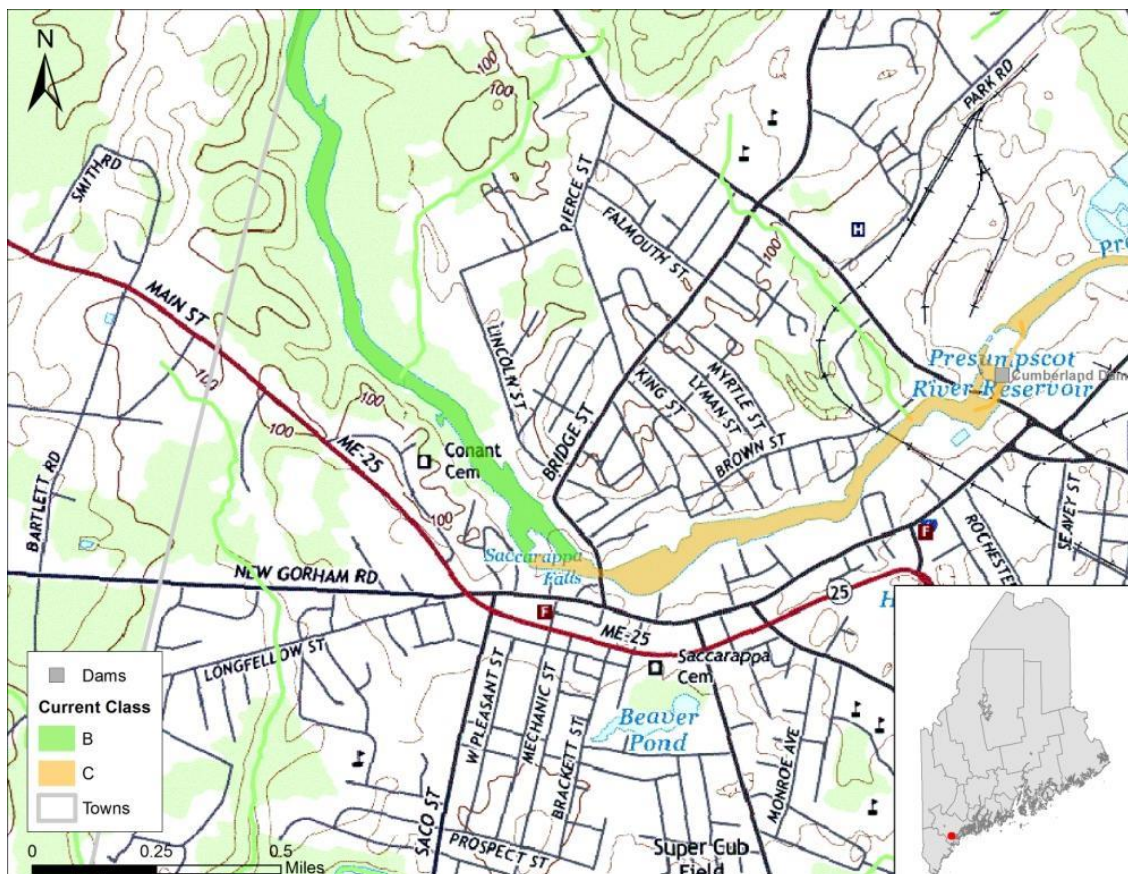 N
SMITH RD
MAIN ST
100
100
PIERCE ST
FALMOUTH ST
PARK RD
H
100
LINCOLN ST
MYRTLE ST
LYMAN ST
KING ST
BROWN ST
BRIDGE ST
Presumpscot
River Reservoir
Cumberland Dam
100
100
100
100
ME-25
Conant
Cem
BARTLETT RD
Saccarappa
Falls
NEW GORHAM RD
F
F
SEAVEY ST
ROCHESTER
25
H
ME-25
LONGFELLOW ST
Saccarappa
Cem
W PLEASANT ST
MECHANIC ST
BRACKETT ST
Beaver
Pond
MONROE AVE
SACO ST
PROSPECT ST
Super Cub
Field
Dams
Current Class
B
C
Towns
0 0.25 0.5
Miles